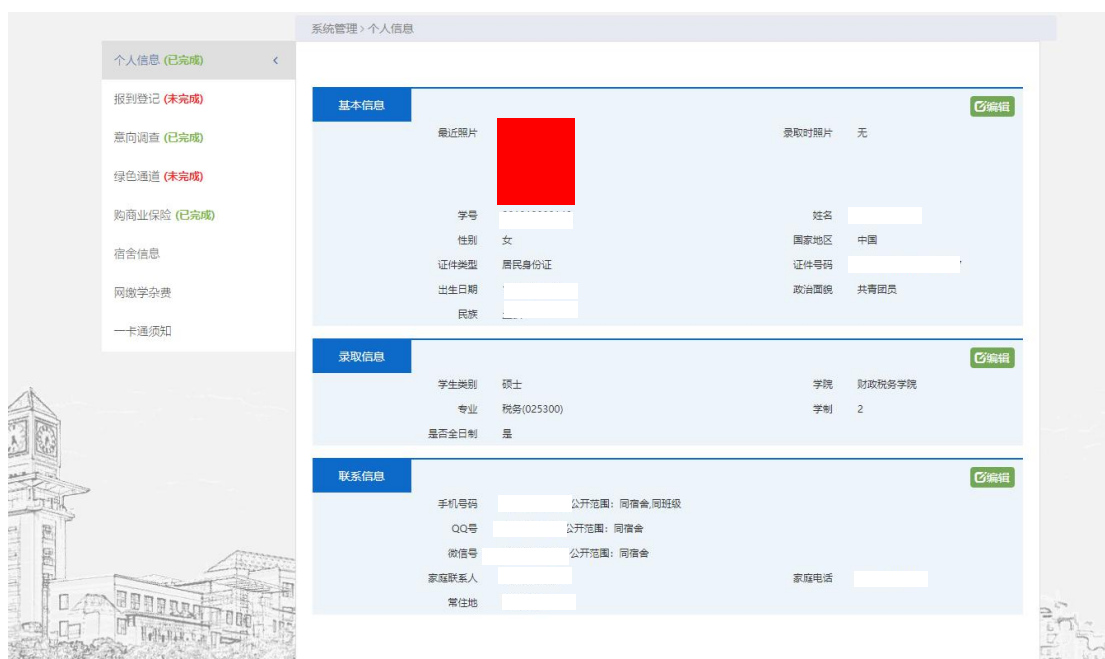 系统管理 > 个人信息
个人信息 (已完成)
报到登记 (未完成)
意向调查 (已完成)
绿色通道 (未完成)
购商业保险 (已完成)
宿舍信息
网缴学杂费
一卡通须知
基本信息 编辑
最近照片 录取时照片 无
学号 姓名
性别 女 国家地区 中国
证件类型 居民身份证 证件号码
出生日期 政治面貌 共青团员
民族
录取信息 编辑
学生类别 硕士 学院 财政税务学院
专业 税务(025300) 学制 2
是否全日制 是
联系信息 编辑
手机号码 公开范围：同宿舍,同班级
QQ号 公开范围：同宿舍
微信号 公开范围：同宿舍
家庭联系人 家庭电话
常住地